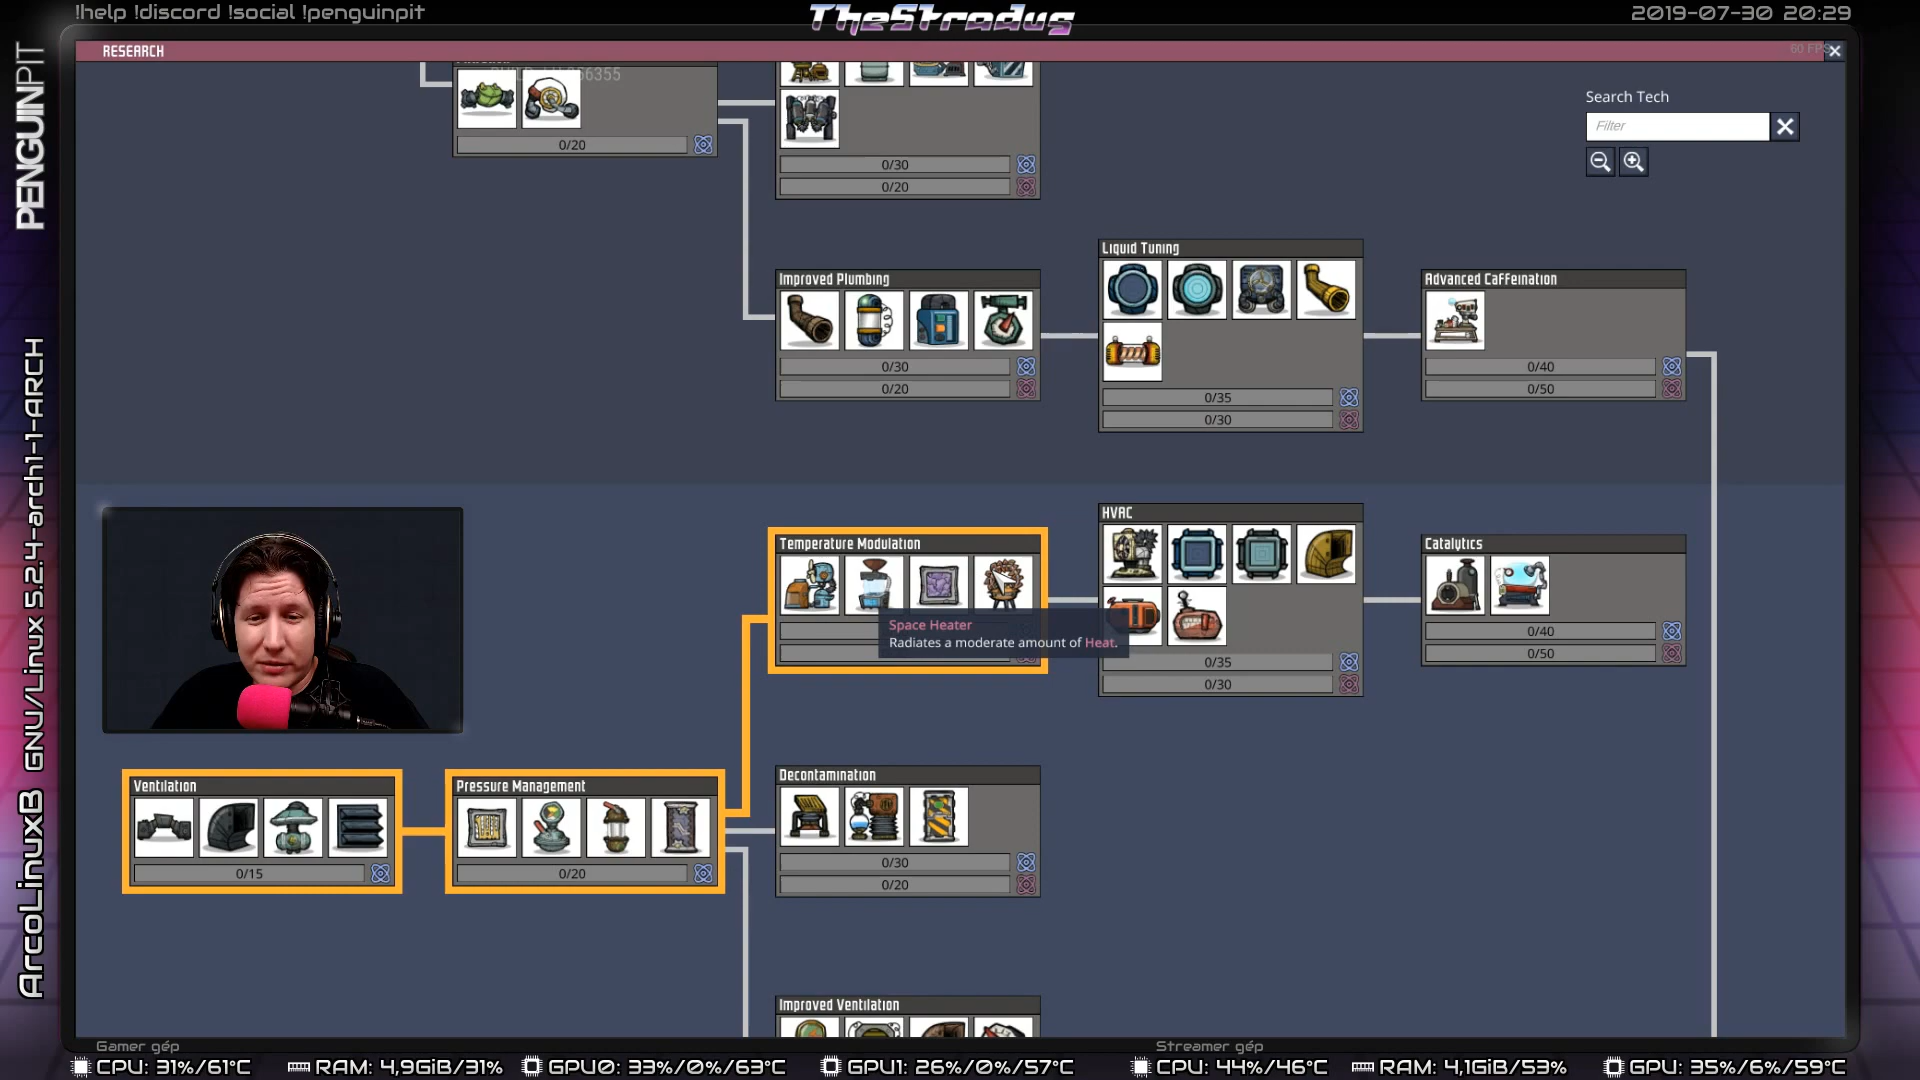 !help !discord !social !penguinpit
TheStradus
2019-07-30 20:29
RESEARCH
60 FPS
PENGUINPIT
ArcoLinuxB GNU/Linux 5.2.4-arch1-1-ARCH
Search Tech
Filter
0/20
0/30
0/20
Improved Plumbing
0/30
0/20
Liquid Tuning
0/35
0/30
Advanced Caffeination
0/40
0/50
Temperature Modulation
Space Heater
Radiates a moderate amount of Heat.
HVAC
0/35
0/30
Catalytics
0/40
0/50
Ventilation
0/15
Pressure Management
0/20
Decontamination
0/30
0/20
Improved Ventilation
Gamer gép
CPU: 31%/61°C RAM: 4,9GiB/31% GPU0: 33%/0%/63°C GPU1: 26%/0%/57°C
Streamer gép
CPU: 44%/46°C RAM: 4,1GiB/53% GPU: 35%/6%/59°C